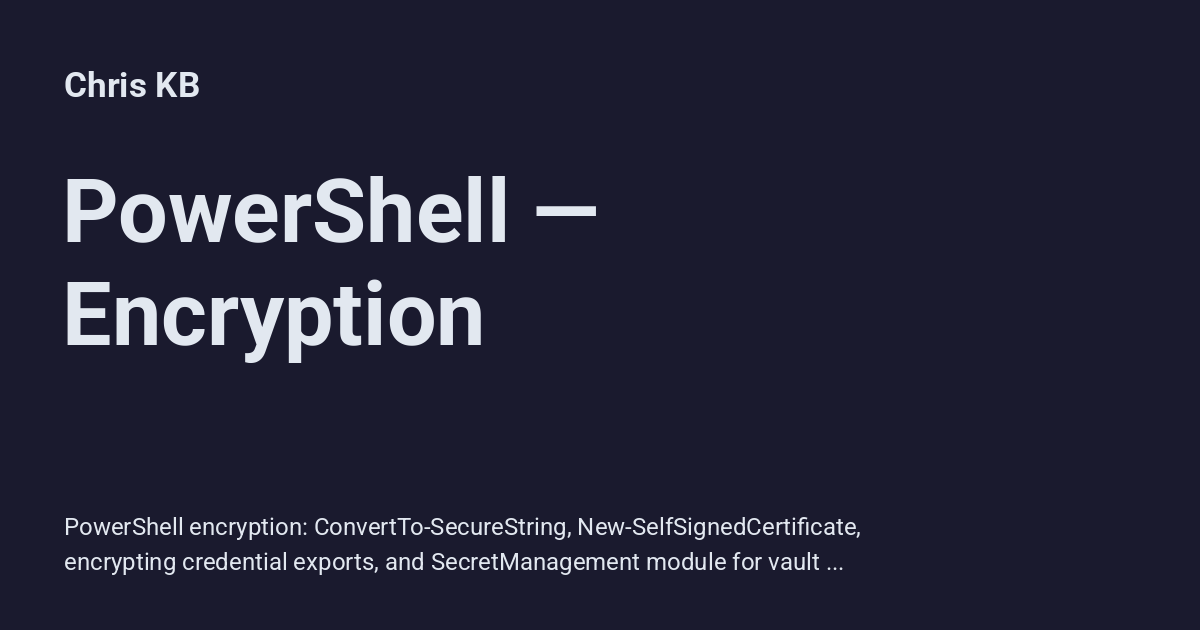 Chris KB
PowerShell —
Encryption
PowerShell encryption: ConvertTo-SecureString, New-SelfSignedCertificate,
encrypting credential exports, and SecretManagement module for vault ...